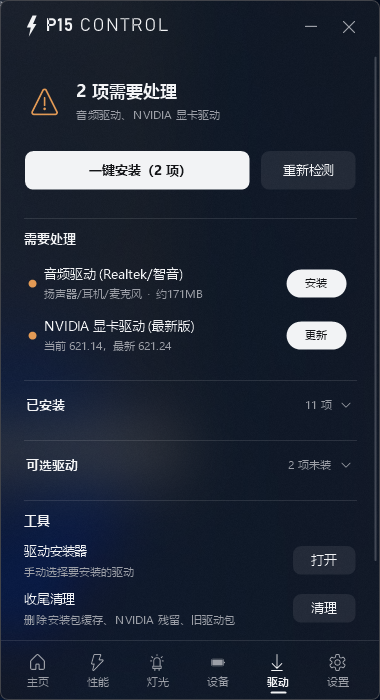 P15 CONTROL
2 项需要处理
音频驱动、NVIDIA 显卡驱动
一键安装（2 项）
重新检测
需要处理
音频驱动 (Realtek/智音)
扬声器/耳机/麦克风 · 约171MB
安装
NVIDIA 显卡驱动 (最新版)
当前 621.14，最新 621.24
更新
已安装
11 项
可选驱动
2 项未装
工具
驱动安装器
手动选择要安装的驱动
打开
收尾清理
删除安装包缓存、NVIDIA 残留、旧驱动包
清理
主页
性能
灯光
设备
驱动
设置